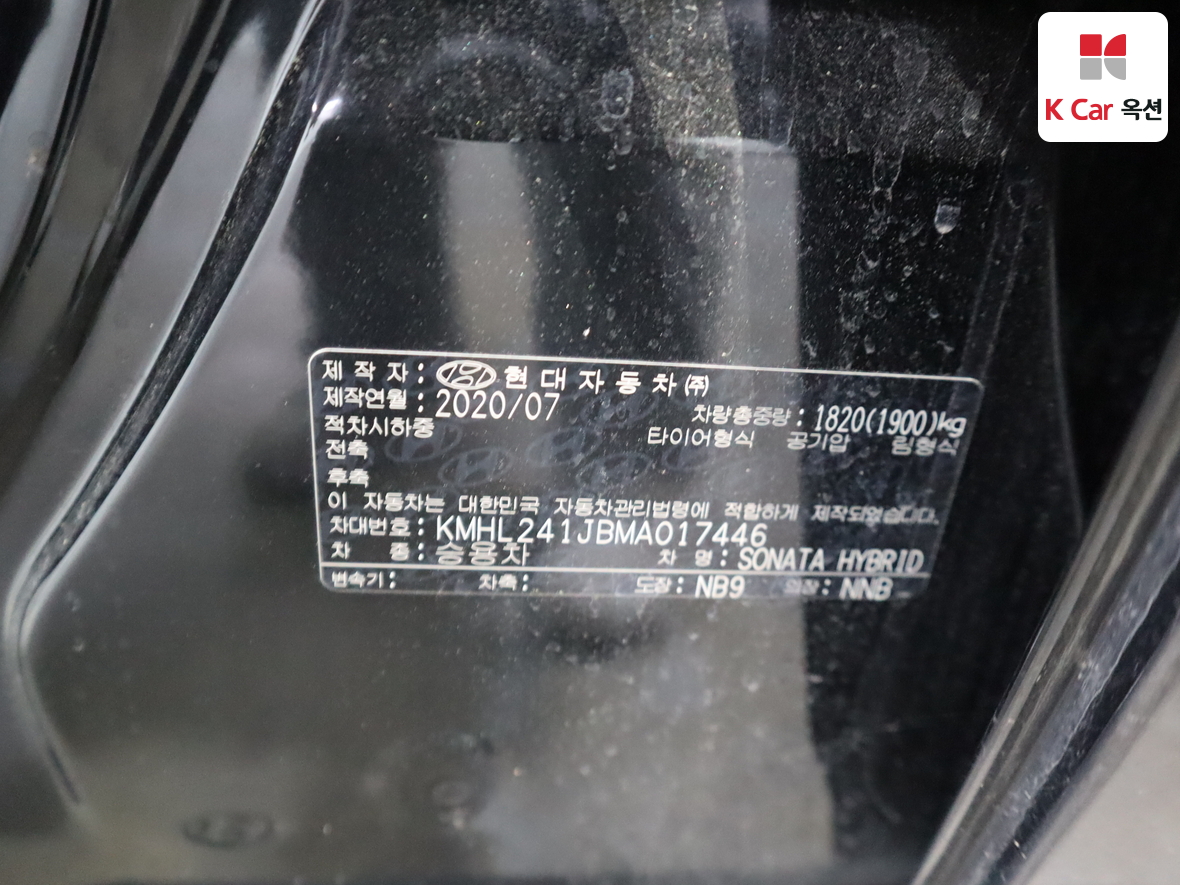 K Car 옥션
제 작 자 : 현 대 자 동 차 ㈜
제작연월 : 2020/07 차량총중량 : 1820(1900)kg
적차시하중 타이어형식 공기압 림형식
전축
후축
이 자동차는 대한민국 자동차관리법령에 적합하게 제작되었습니다.
차대번호 : KMHL241JBMA017446
차 종 : 승용차 차 명 : SONATA HYBRID
변속기 : 차축 : 도장 : NB9 의장 : NNB